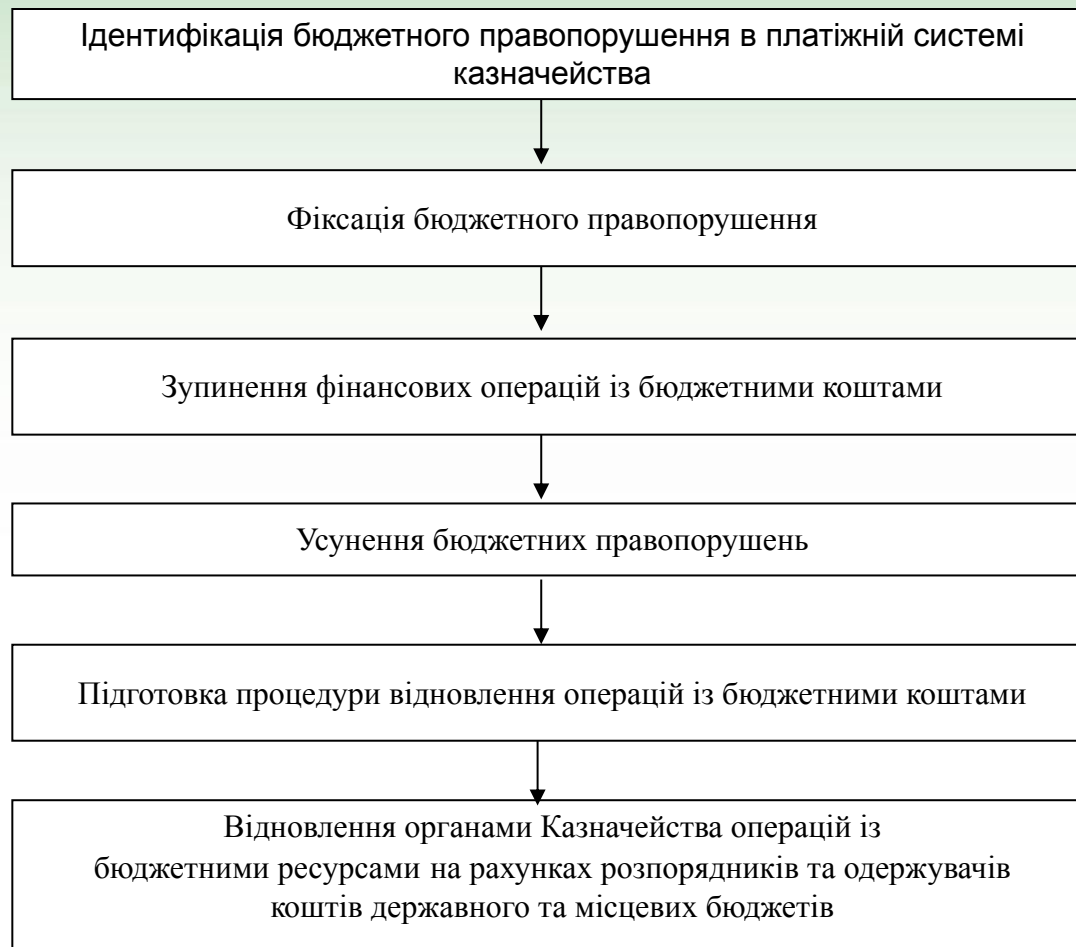 Ідентифікація бюджетного правопорушення в платіжній системі
казначейства
Фіксація бюджетного правопорушення
Зупинення фінансових операцій із бюджетними коштами
Усунення бюджетних правопорушень
Підготовка процедури відновлення операцій із бюджетними коштами
Відновлення органами Казначейства операцій із
бюджетними ресурсами на рахунках розпорядників та одержувачів
коштів державного та місцевих бюджетів